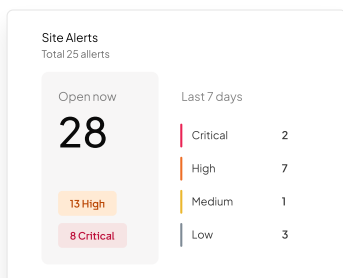 Site Alerts
Total 25 allerts
Open now
28
13 High
8 Critical
Last 7 days
Critical 2
High 7
Medium 1
Low 3